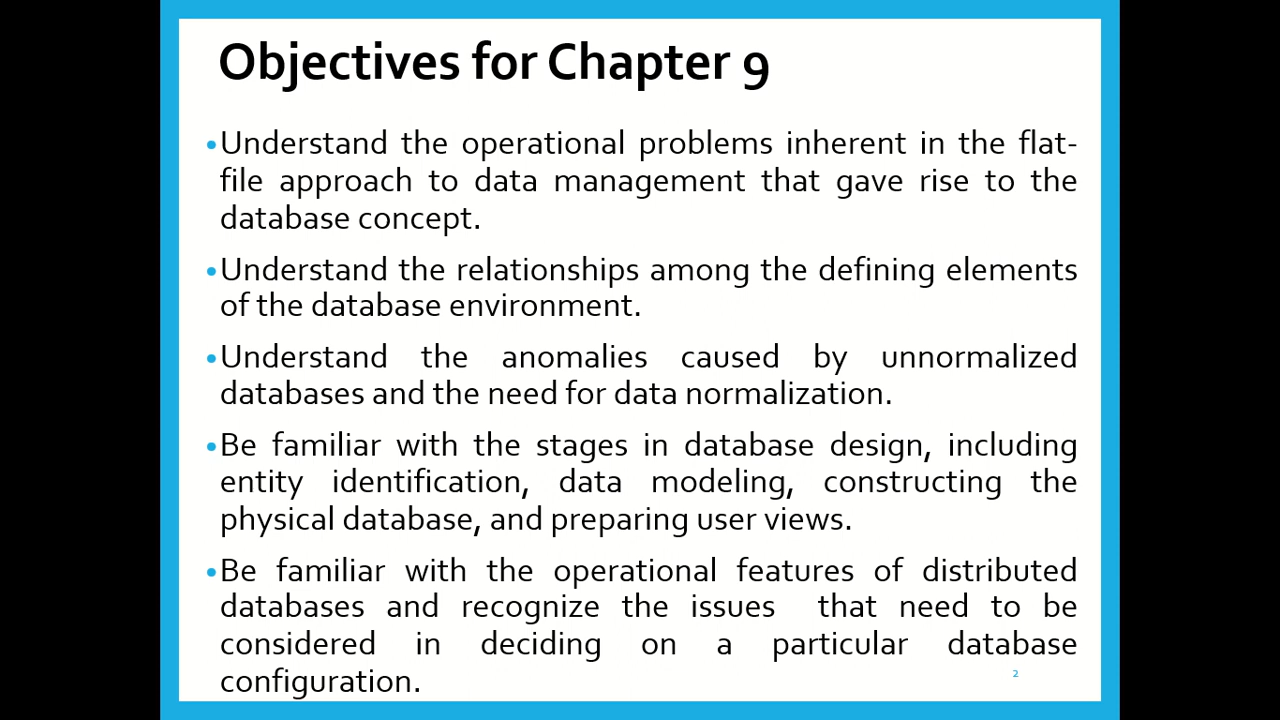 Objectives for Chapter 9
•Understand the operational problems inherent in the flat-
file approach to data management that gave rise to the
database concept.
•Understand the relationships among the defining elements
of the database environment.
•Understand the anomalies caused by unnormalized
databases and the need for data normalization.
•Be familiar with the stages in database design, including
entity identification, data modeling, constructing the
physical database, and preparing user views.
•Be familiar with the operational features of distributed
databases and recognize the issues that need to be
considered in deciding on a particular database
configuration.
2